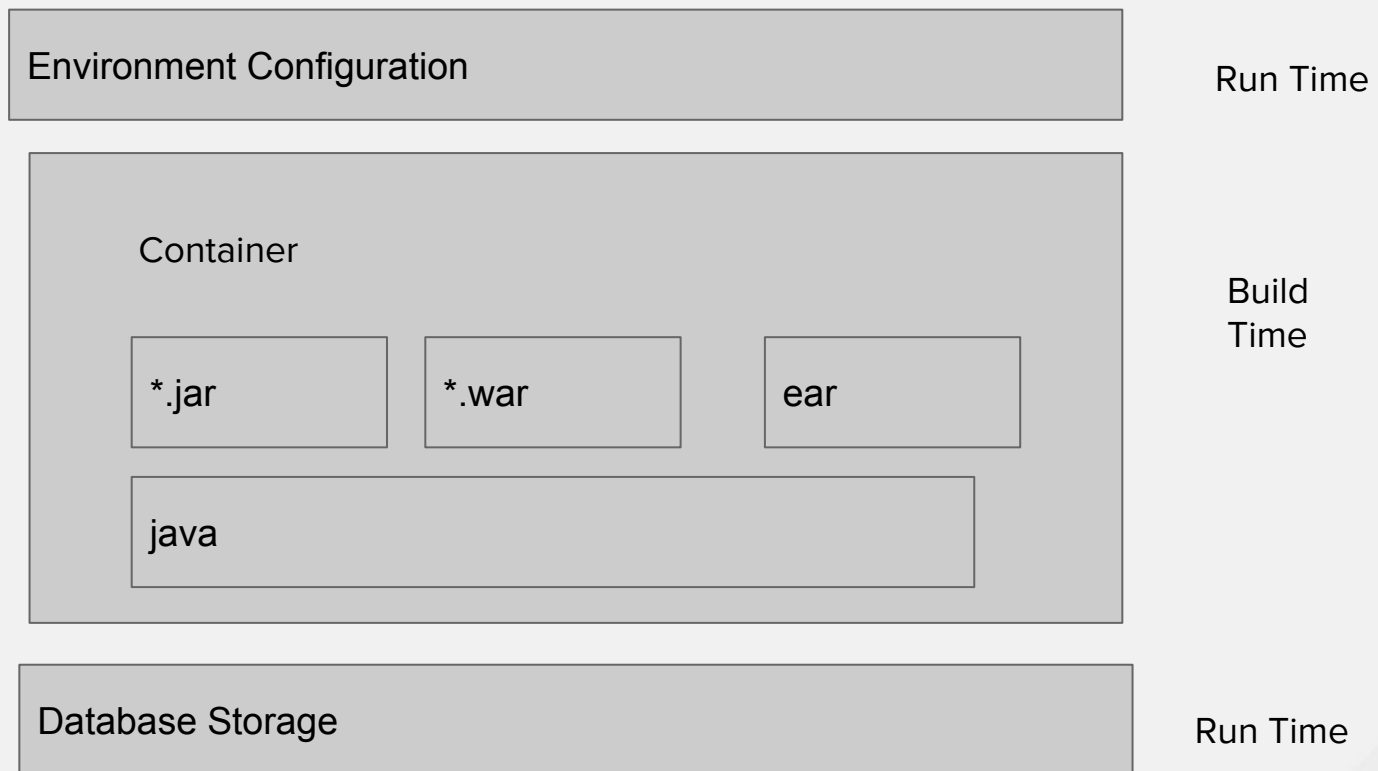 Environment Configuration
Run Time
Container
Build
Time
*.jar
*.war
ear
java
Database Storage
Run Time